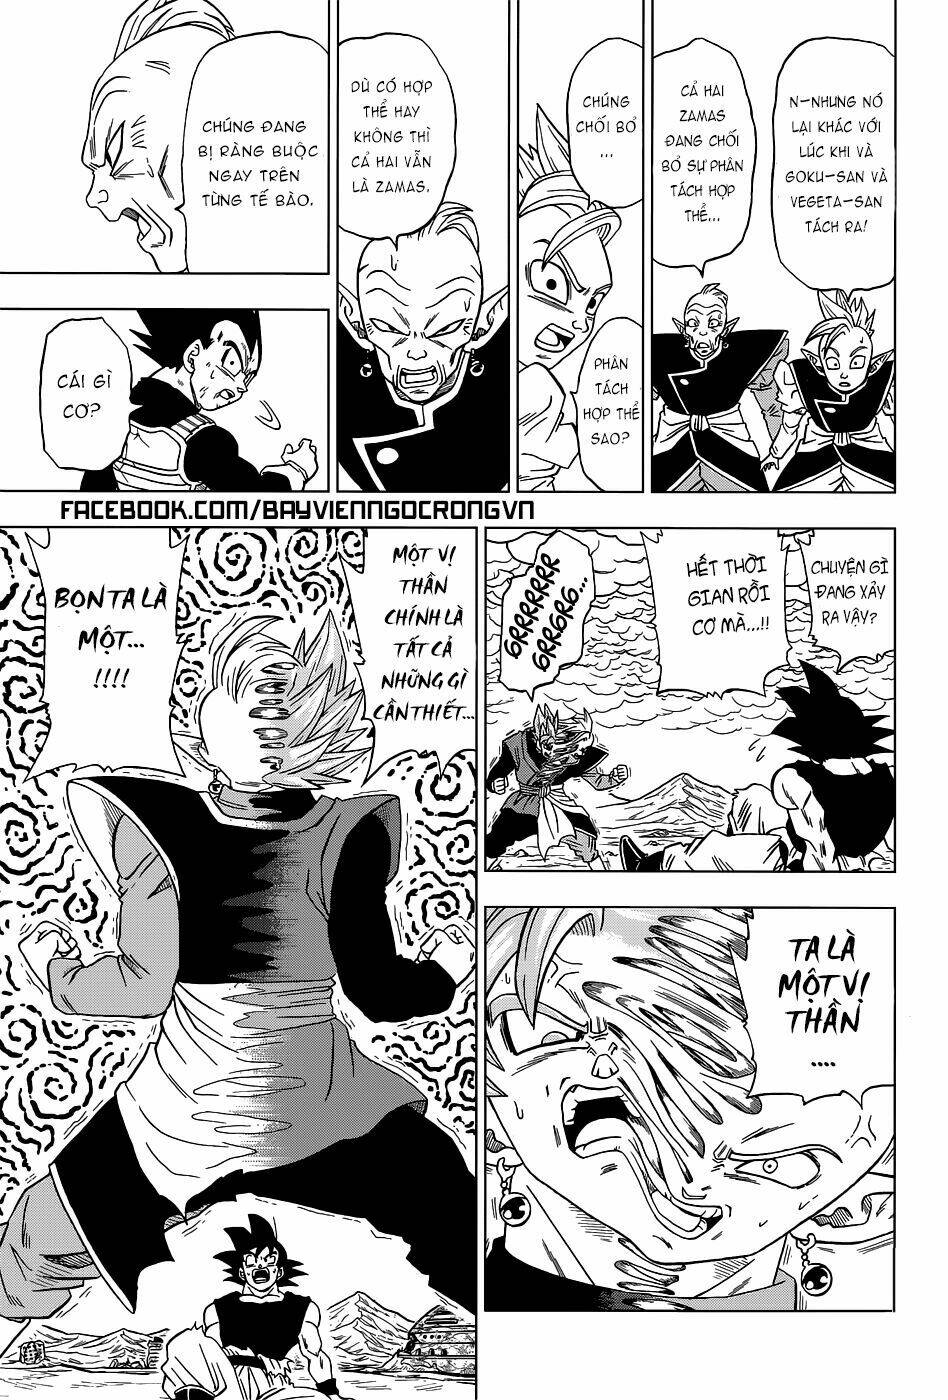 N-NHƯNG NÓ
LẠI KHÁC VỚI
LÚC KHI VÀ
GOKU-SAN VÀ
VEGETA-SAN
TÁCH RA!
CẢ HAI
ZAMAS
ĐANG CHỐI
BỎ SỰ PHÂN
TÁCH HỢP
THỂ...
CHÚNG
CHỐI BỎ
...
PHÂN
TÁCH
HỢP THỂ
SAO?
DÙ CÓ HỢP
THỂ HAY
KHÔNG THÌ
CẢ HAI VẪN
LÀ ZAMAS.
CHÚNG ĐANG
BỊ RÀNG BUỘC
NGAY TRÊN
TỪNG TẾ BÀO.
CÁI GÌ
CƠ?
FACEBOOK.COM/BAYVIENNGOCRONGVN
CHUYỆN GÌ
ĐANG XẢY
RA VẬY?
HẾT THỜI
GIAN RỒI
CƠ MÀ...!!
GRRRRRR
GRRGRG...
TA LÀ
MỘT VỊ
THẦN
....
MỘT VỊ
THẦN
CHÍNH LÀ
TẤT CẢ
NHỮNG GÌ
CẦN THIẾT...
BỌN TA LÀ
MỘT...
!!!!